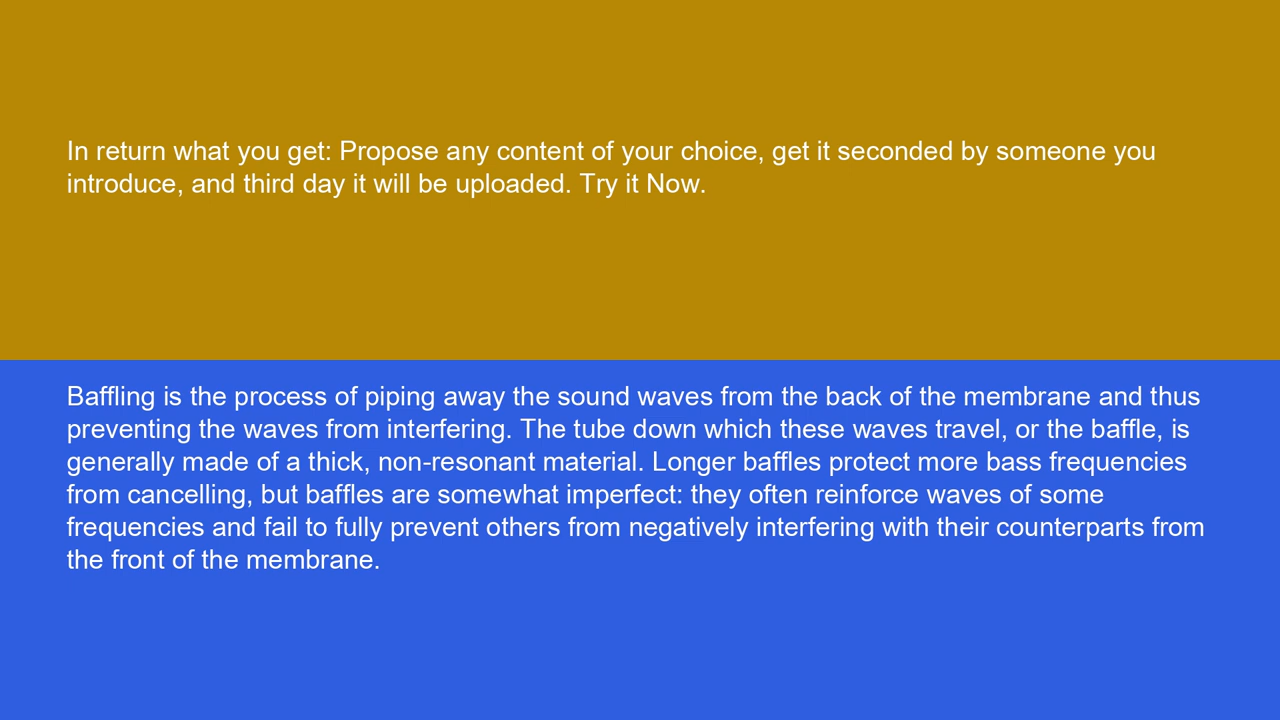 In return what you get: Propose any content of your choice, get it seconded by someone you
introduce, and third day it will be uploaded. Try it Now.
Baffling is the process of piping away the sound waves from the back of the membrane and thus
preventing the waves from interfering. The tube down which these waves travel, or the baffle, is
generally made of a thick, non-resonant material. Longer baffles protect more bass frequencies
from cancelling, but baffles are somewhat imperfect: they often reinforce waves of some
frequencies and fail to fully prevent others from negatively interfering with their counterparts from
the front of the membrane.